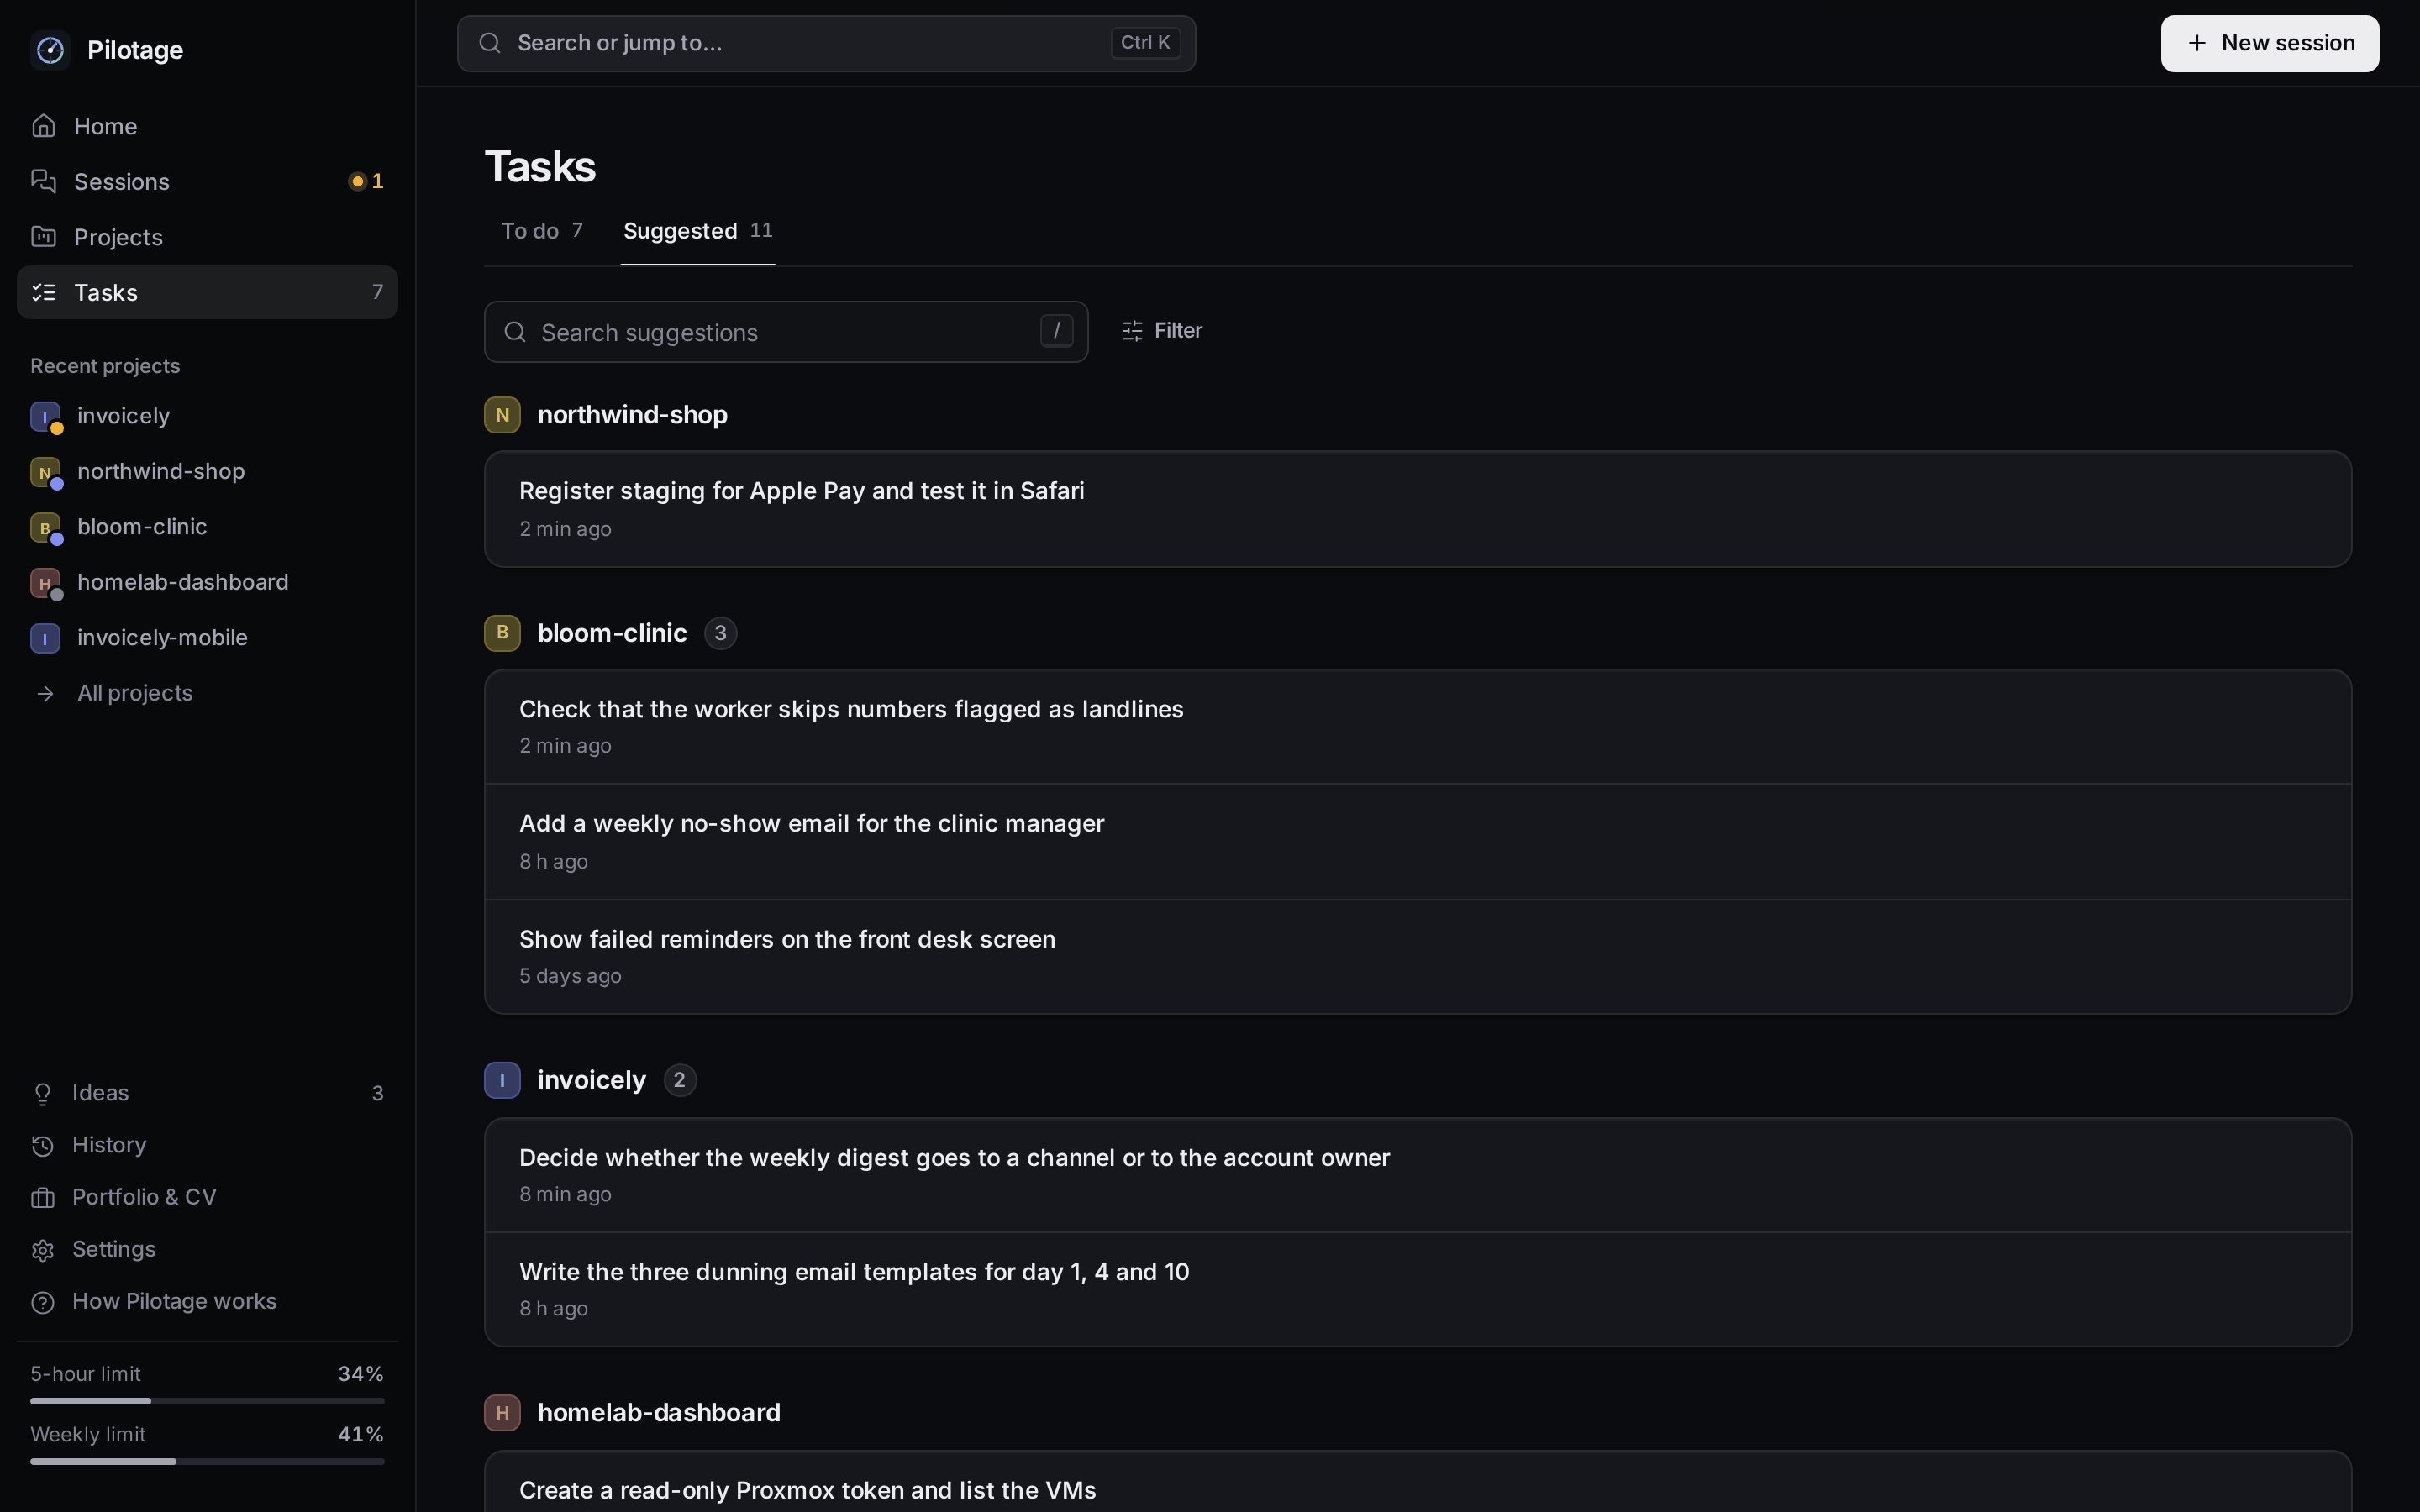 Pilotage
Search or jump to...
Ctrl K
New session
Home
Sessions
1
Projects
Tasks
7
Recent projects
I
invoicely
N
northwind-shop
B
bloom-clinic
H
homelab-dashboard
I
invoicely-mobile
All projects
Ideas
3
History
Portfolio & CV
Settings
How Pilotage works
5-hour limit
34%
Weekly limit
41%
Tasks
To do 7
Suggested 11
Search suggestions
/
Filter
N
northwind-shop
Register staging for Apple Pay and test it in Safari
2 min ago
B
bloom-clinic
3
Check that the worker skips numbers flagged as landlines
2 min ago
Add a weekly no-show email for the clinic manager
8 h ago
Show failed reminders on the front desk screen
5 days ago
I
invoicely
2
Decide whether the weekly digest goes to a channel or to the account owner
8 min ago
Write the three dunning email templates for day 1, 4 and 10
8 h ago
H
homelab-dashboard
Create a read-only Proxmox token and list the VMs